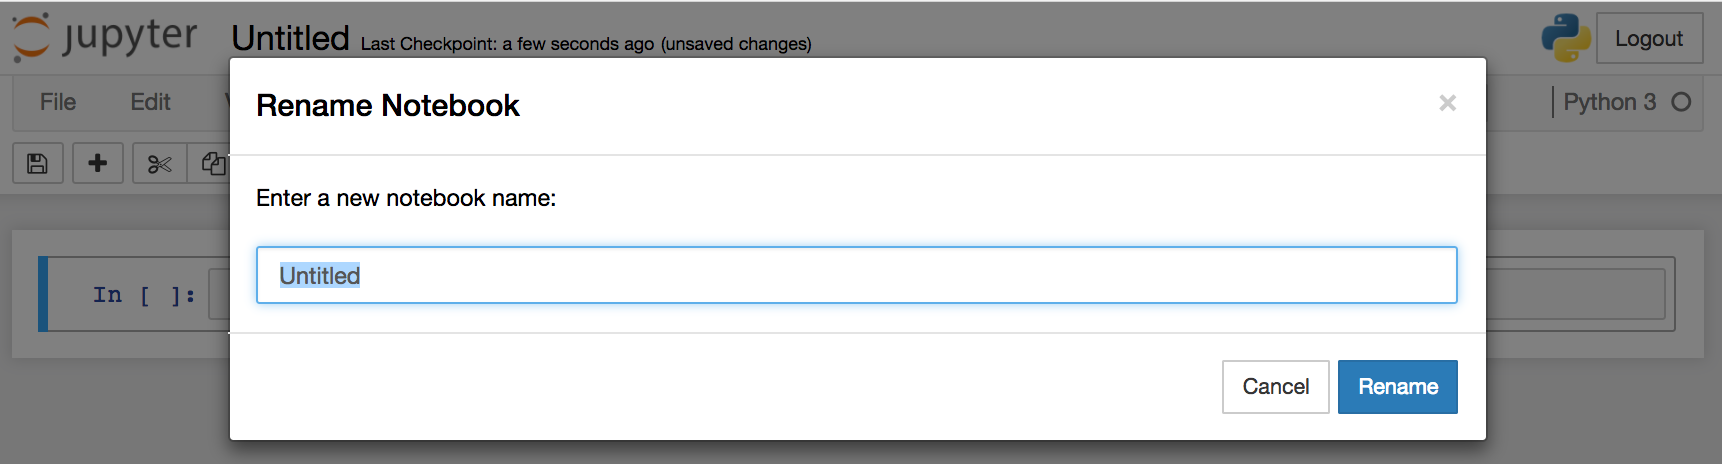 jupyter Untitled Last Checkpoint: a few seconds ago (unsaved changes) Logout
File Edit Python 3
Rename Notebook ×
Enter a new notebook name:
Untitled
In [ ]:
Cancel Rename